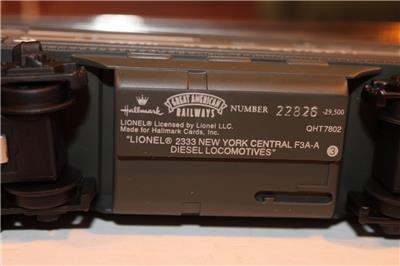 Hallmark
GREAT AMERICAN
RAILWAYS
NUMBER 22826 -29,500
LIONEL® Licensed by Lionel LLC.
Made for Hallmark Cards, Inc.
QHT7802
"LIONEL® 2333 NEW YORK CENTRAL F3A-A
DIESEL LOCOMOTIVES"
3